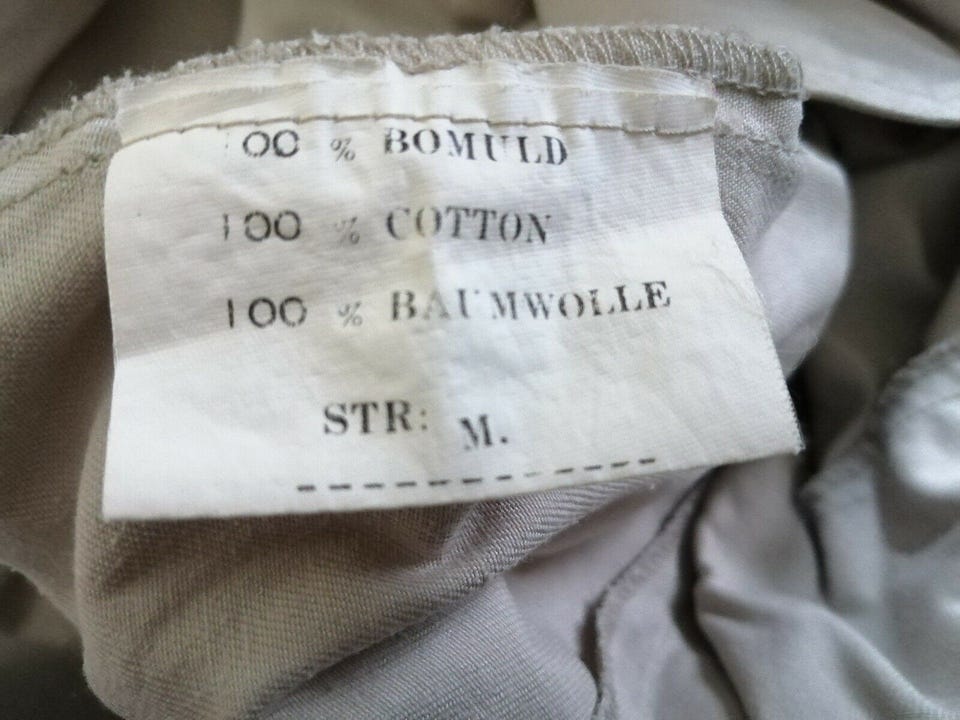 100 % BOMULD
100 % COTTON
100 % BAUMWOLLE
STR: M.